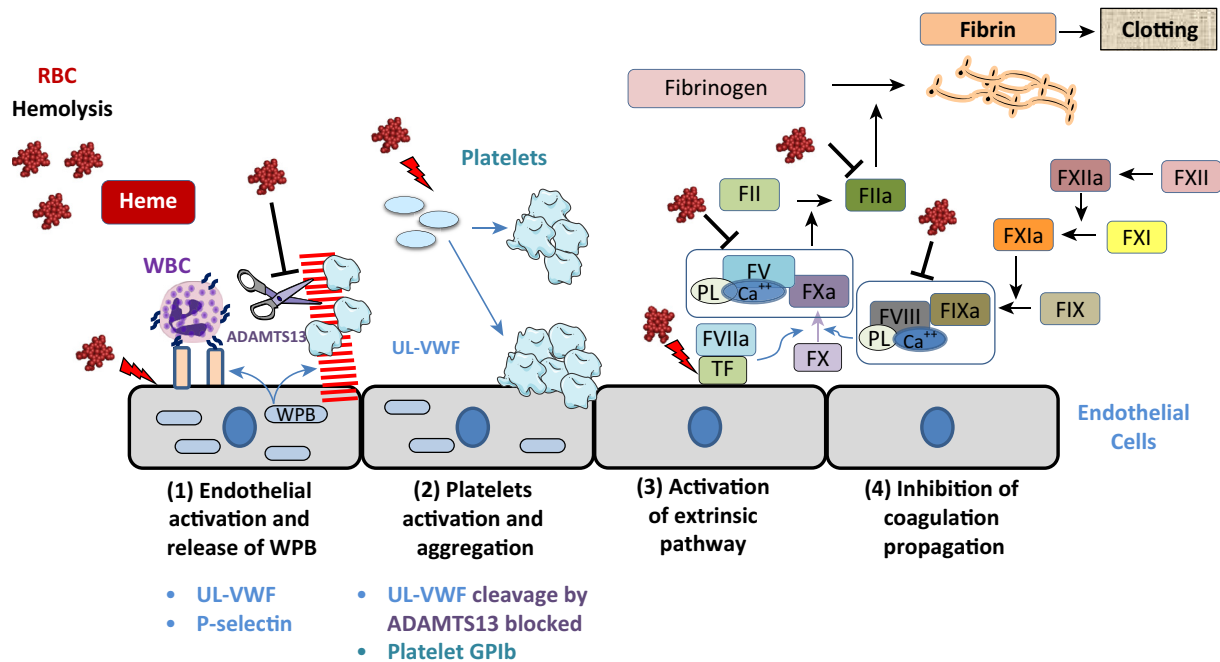 Fibrin
Clotting
RBC
Hemolysis
Fibrinogen
Platelets
Heme
FII
FIIa
FXIIa
FXII
WBC
FXIa
FXI
ADAMTS13
FV
PL
Ca++
FXa
FVIII
FIXa
PL
Ca++
FIX
UL-VWF
FVIIa
TF
FX
WPB
Endothelial
Cells
(1) Endothelial
activation and
release of WPB
• UL-VWF
• P-selectin
(2) Platelets
activation and
aggregation
• UL-VWF cleavage by
ADAMTS13 blocked
• Platelet GPIb
(3) Activation
of extrinsic
pathway
(4) Inhibition of
coagulation
propagation